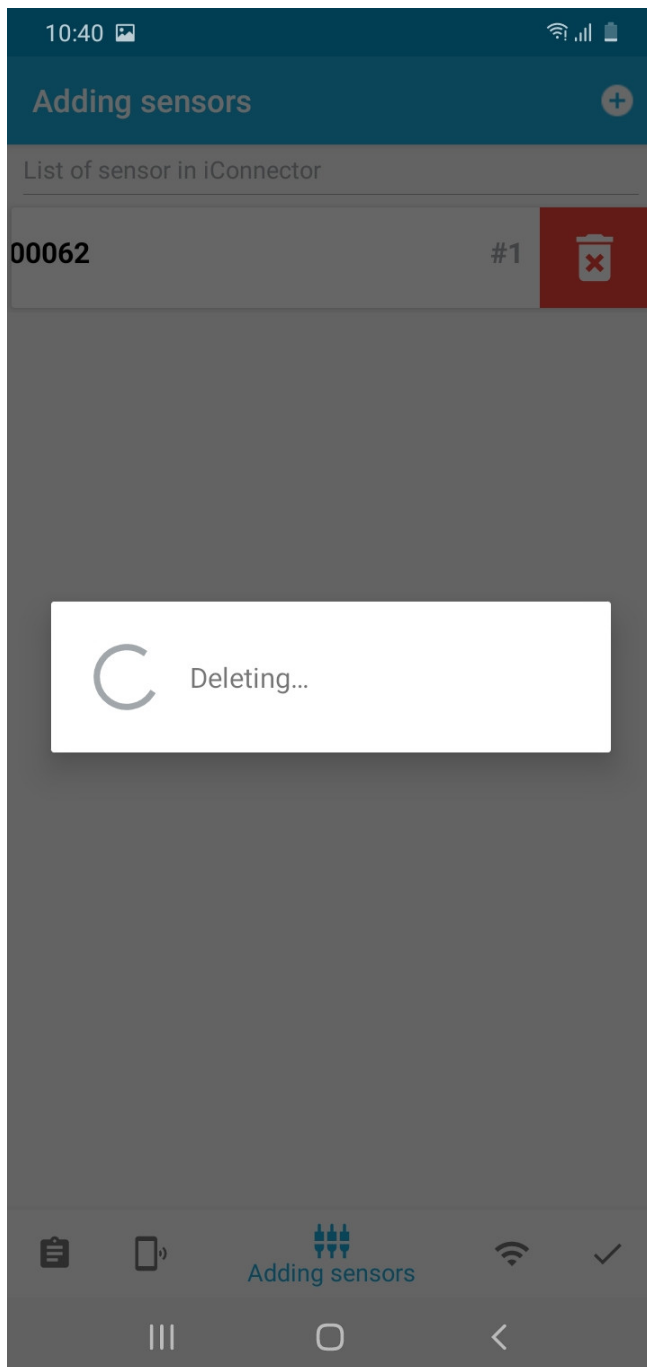 10:40
Adding sensors
List of sensor in iConnector
00062 #1
Deleting...
Adding sensors